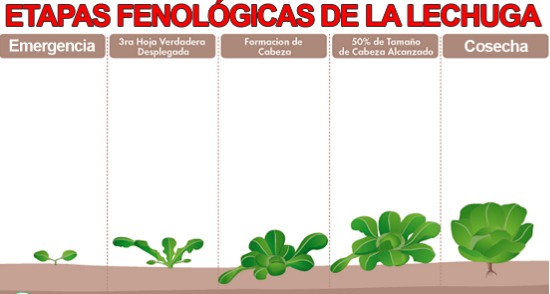 ETAPAS FENOLÓGICAS DE LA LECHUGA
Emergencia
3ra Hoja Verdadera
Desplegada
Formacion de
Cabeza
50% de Tamaño
de Cabeza Alcanzado
Cosecha